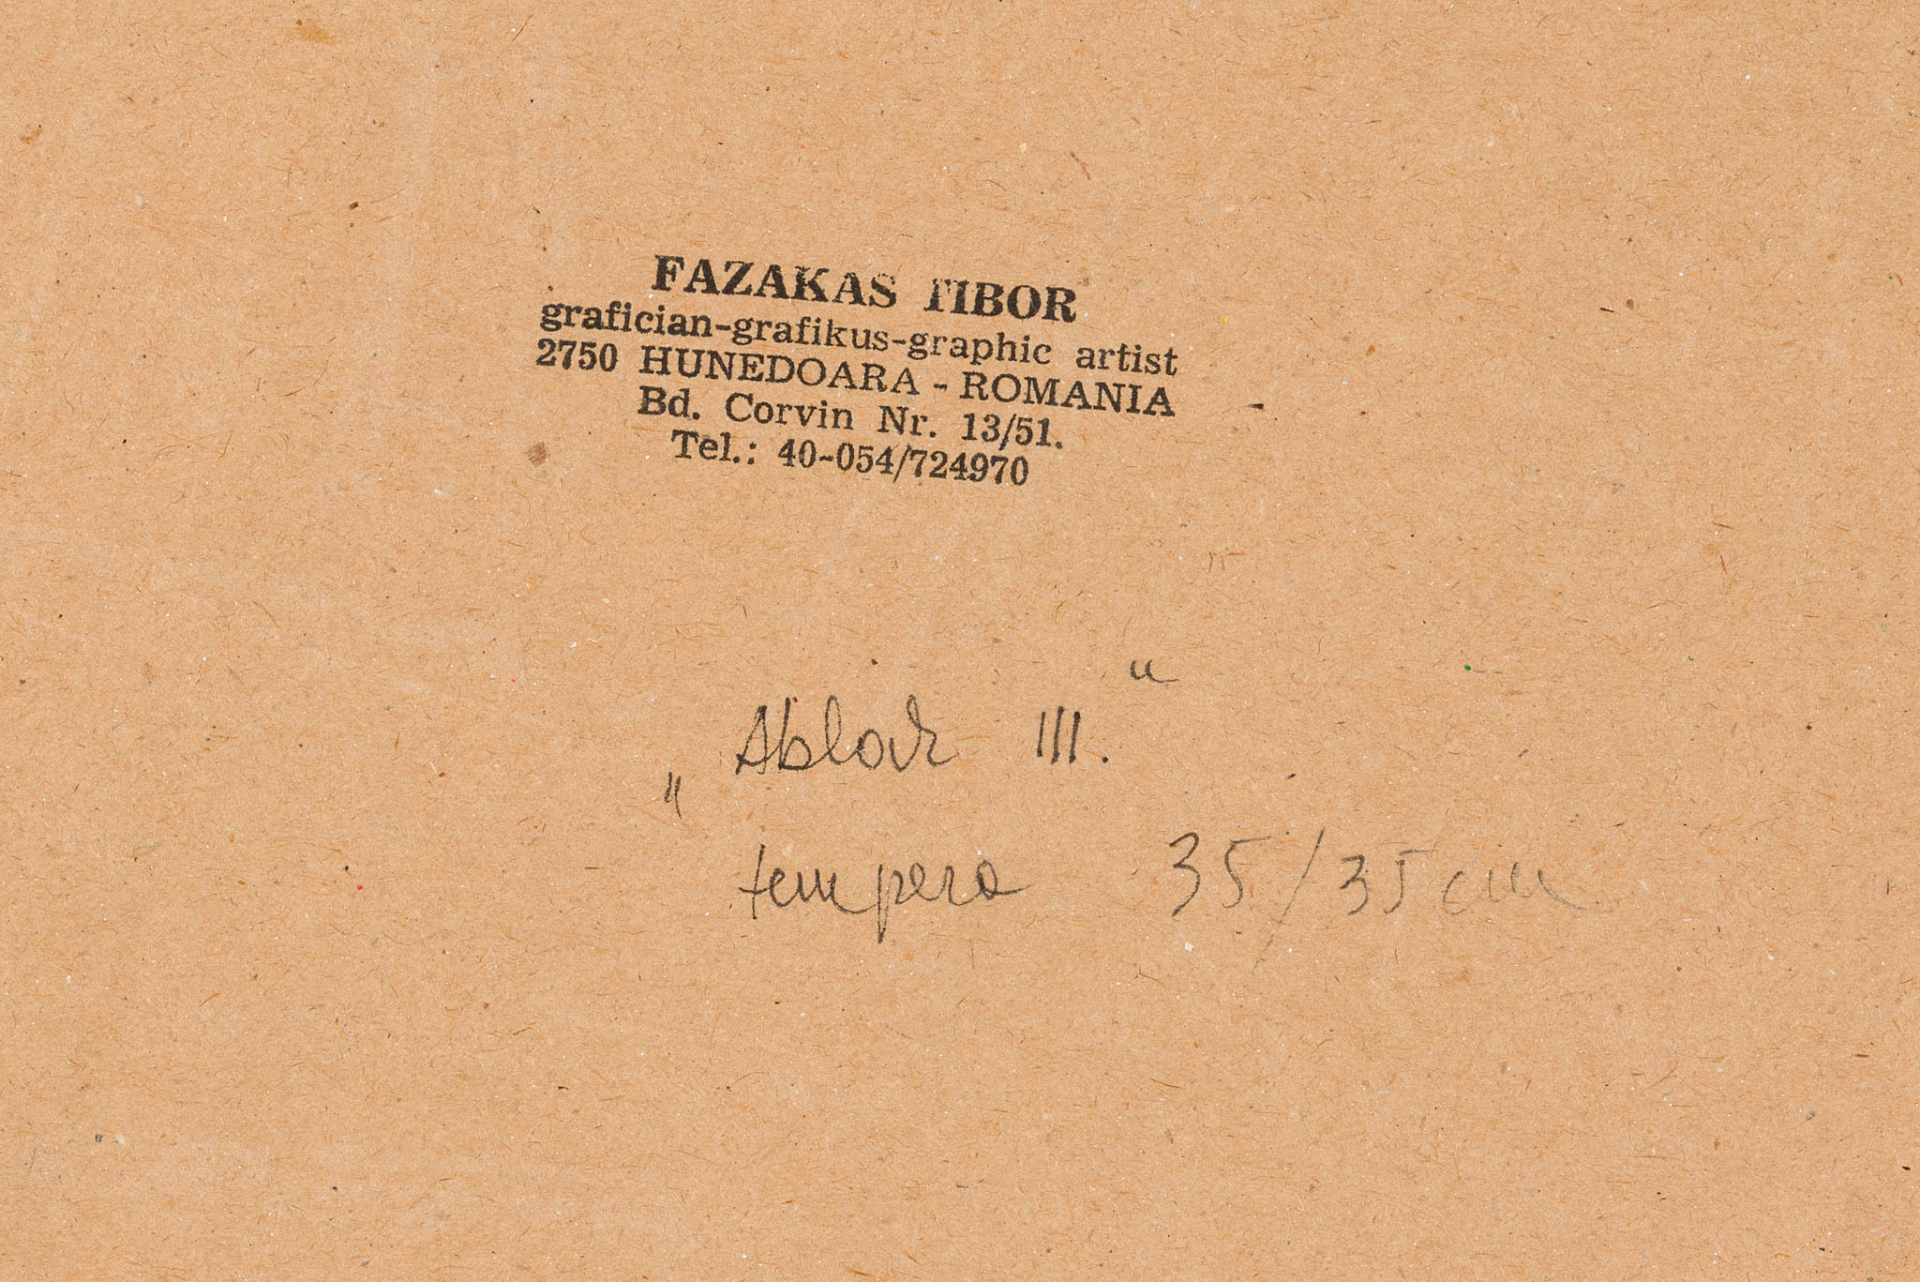 FAZAKAS TIBOR
grafician-grafikus-graphic artist
2750 HUNEDOARA - ROMANIA
Bd. Corvin Nr. 13/51.
Tel.: 40-054/724970
„Ablak III.“
tempera 35/35 cm